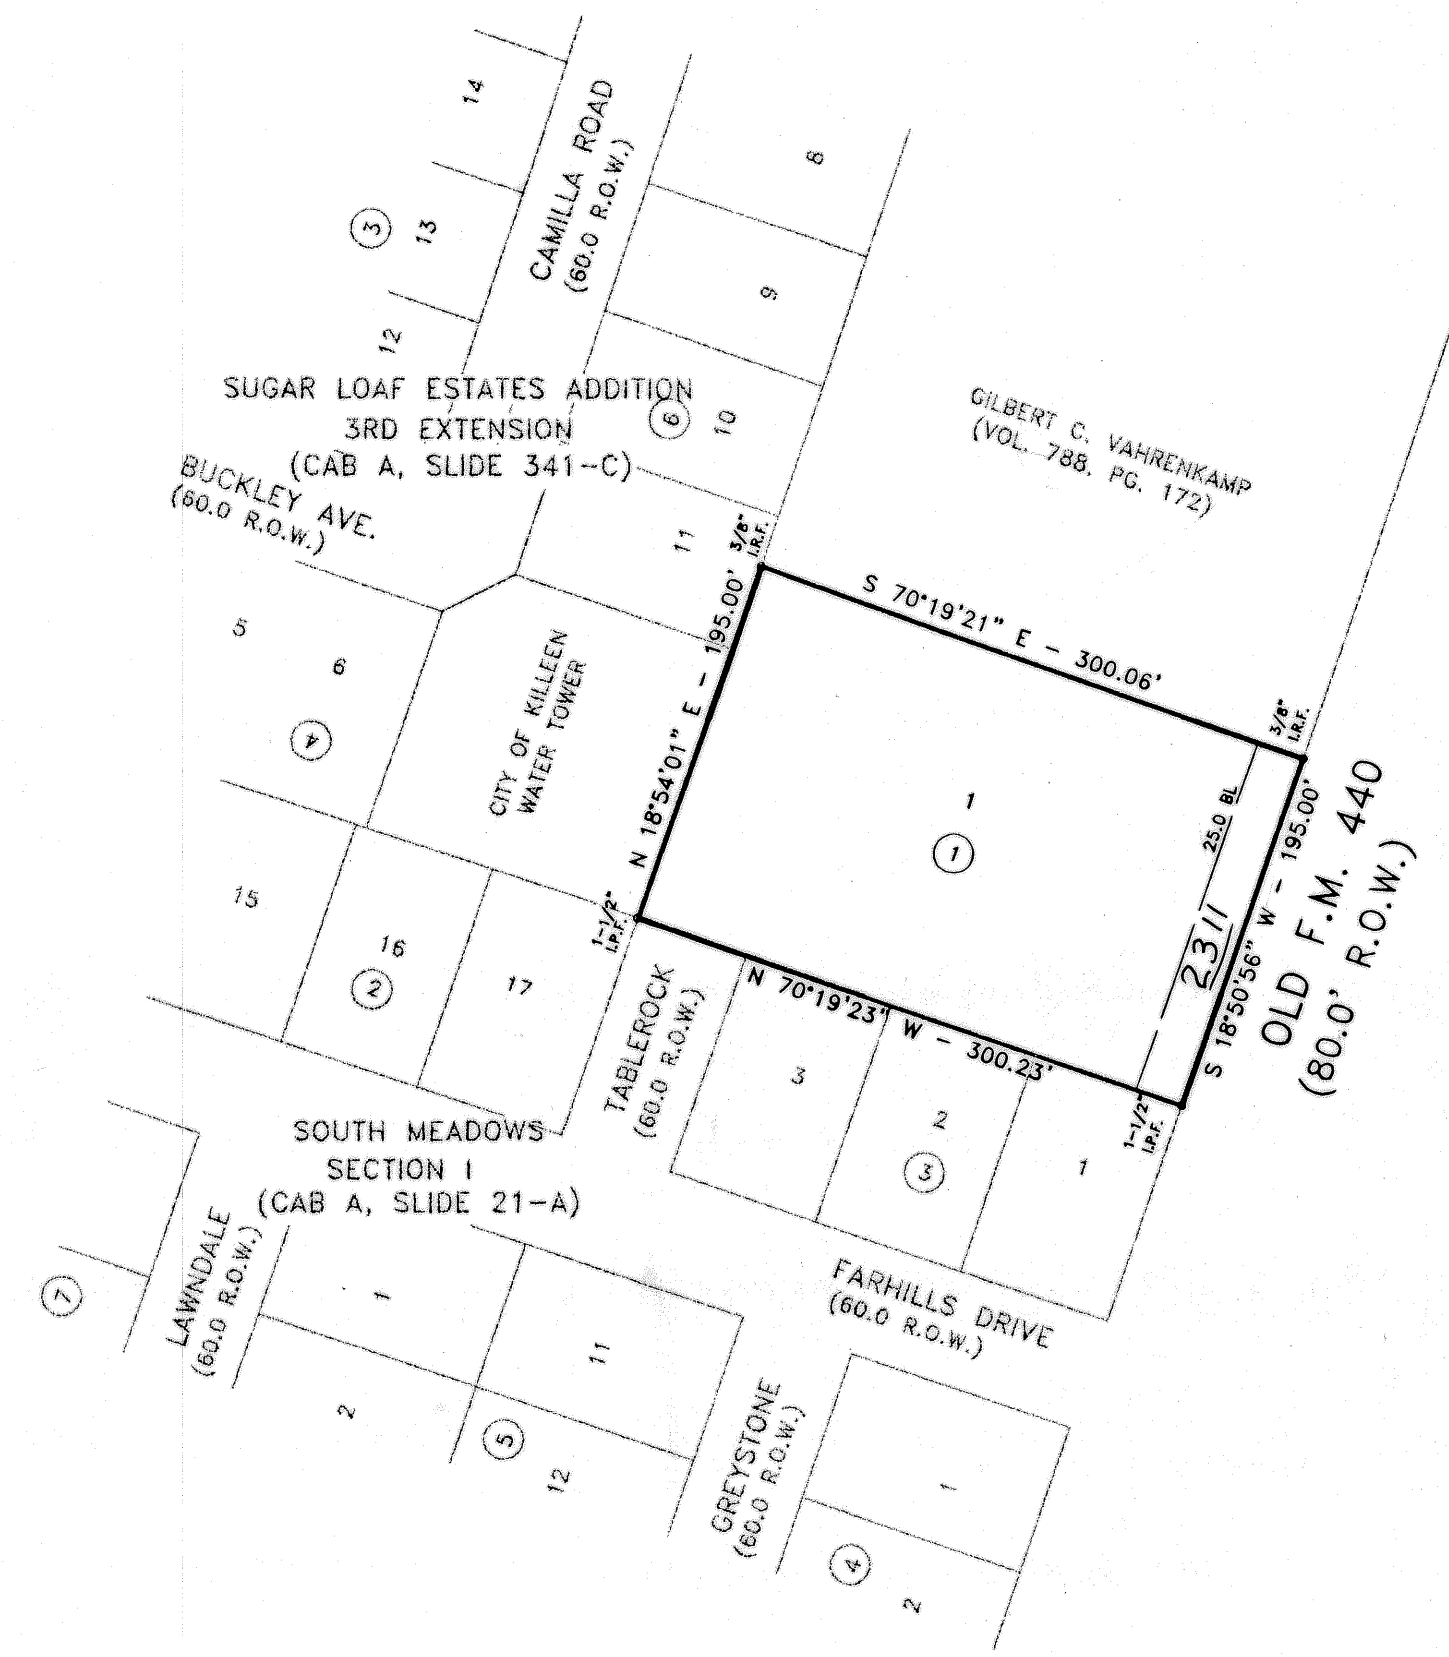 14
CAMILLA ROAD
(60.0 R.O.W.)
8
3
13
9
12
SUGAR LOAF ESTATES ADDITION
3RD EXTENSION
(CAB A, SLIDE 341-C)
6
10
GILBERT C. VAHRENKAMP
(VOL. 788, PG. 172)
BUCKLEY AVE.
(60.0 R.O.W.)
11
3/8"
I.R.F.
S 70°19'21" E - 300.06'
N 18°54'01" E - 195.00'
5
6
4
CITY OF KILLEEN
WATER TOWER
3/8"
I.R.F.
1
1
25.0 BL
2311
S 18°50'56" W - 195.00'
OLD F.M. 440
(80.0' R.O.W.)
15
16
2
17
1-1/2"
I.P.F.
TABLEROCK
(60.0 R.O.W.)
N 70°19'23" W - 300.23'
3
2
3
1
1-1/2"
I.P.F.
SOUTH MEADOWS
SECTION 1
(CAB A, SLIDE 21-A)
LAWNDALE
(60.0 R.O.W.)
7
1
11
2
5
12
FARHILLS DRIVE
(60.0 R.O.W.)
GREYSTONE
(60.0 R.O.W.)
1
4
2